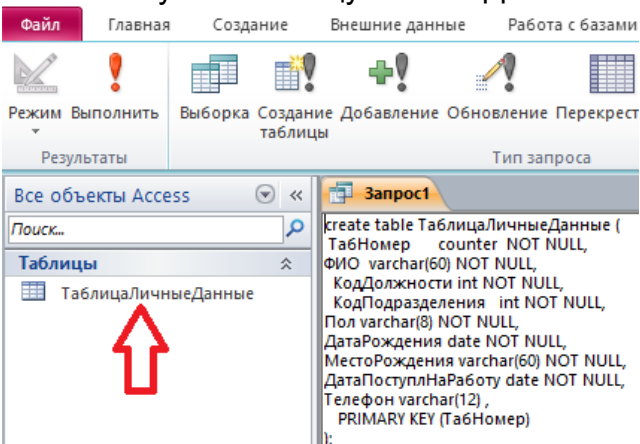 Файл Главная Создание Внешние данные Работа с базами
Режим Выполнить Выборка Создание таблицы Добавление Обновление Перекрест
Результаты Тип запроса
Все объекты Access «
Поиск...
Таблицы
ТаблицаЛичныеДанные
Запрос1
create table ТаблицаЛичныеДанные (
ТабНомер counter NOT NULL,
ФИО varchar(60) NOT NULL,
КодДолжности int NOT NULL,
КодПодразделения int NOT NULL,
Пол varchar(8) NOT NULL,
ДатаРождения date NOT NULL,
МестоРождения varchar(60) NOT NULL,
ДатаПоступлНаРаботу date NOT NULL,
Телефон varchar(12) ,
PRIMARY KEY (ТабНомер)
);